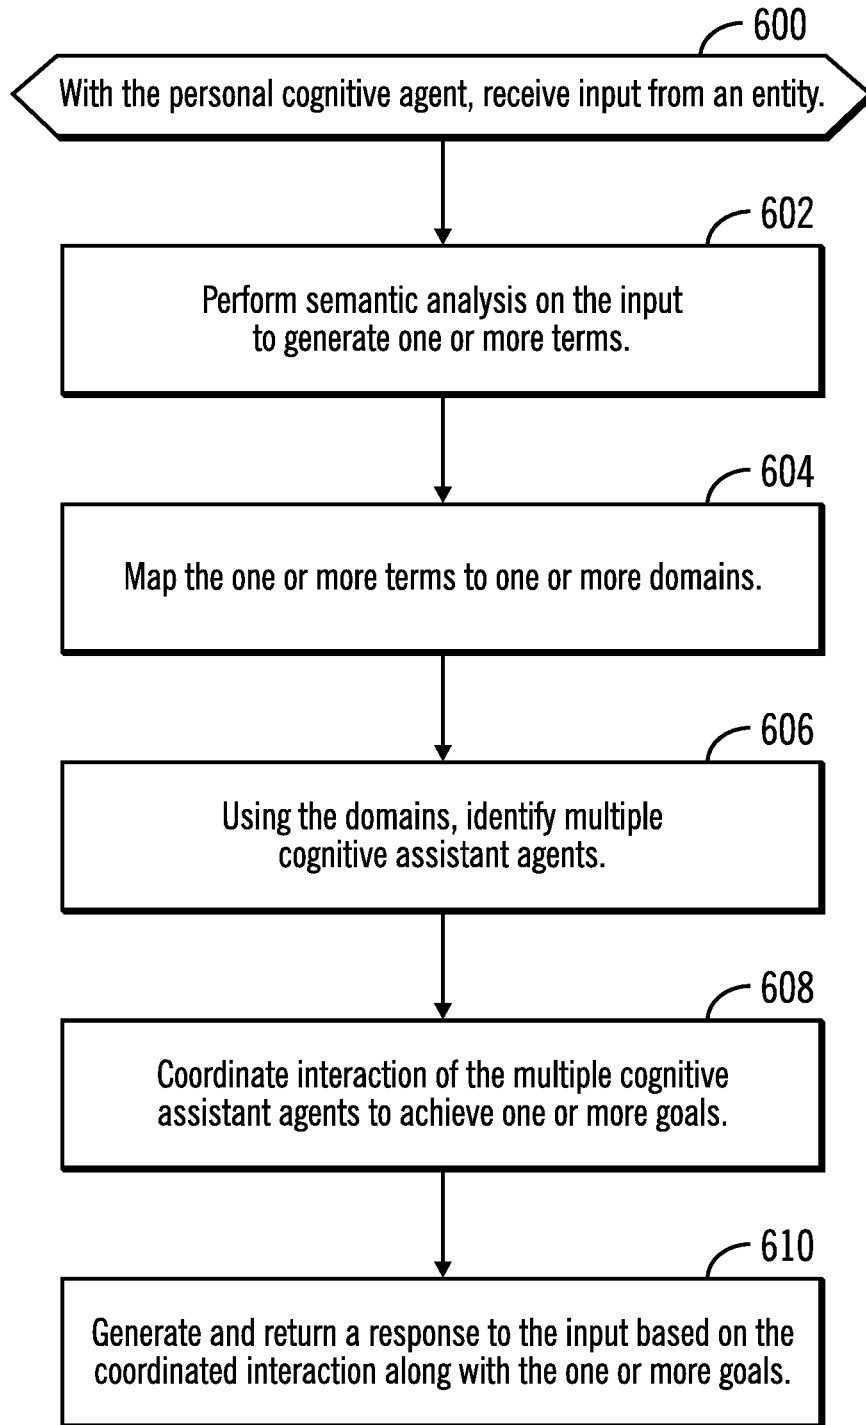 600
With the personal cognitive agent, receive input from an entity.
602
Perform semantic analysis on the input
to generate one or more terms.
604
Map the one or more terms to one or more domains.
606
Using the domains, identify multiple
cognitive assistant agents.
608
Coordinate interaction of the multiple cognitive
assistant agents to achieve one or more goals.
610
Generate and return a response to the input based on the
coordinated interaction along with the one or more goals.